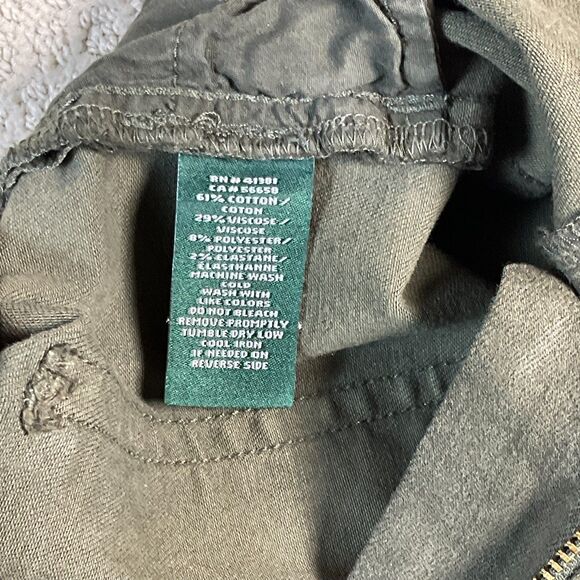 RN# 41381
CA# 56650
61% COTTON/
COTON
29% VISCOSE/
VISCOSE
8% POLYESTER/
POLYESTER
2% ELASTANE/
ELASTHANNE
MACHINE WASH
COLD
WASH WITH
LIKE COLORS
DO NOT BLEACH
REMOVE PROMPTLY
TUMBLE DRY LOW
COOL IRON
IF NEEDED ON
REVERSE SIDE